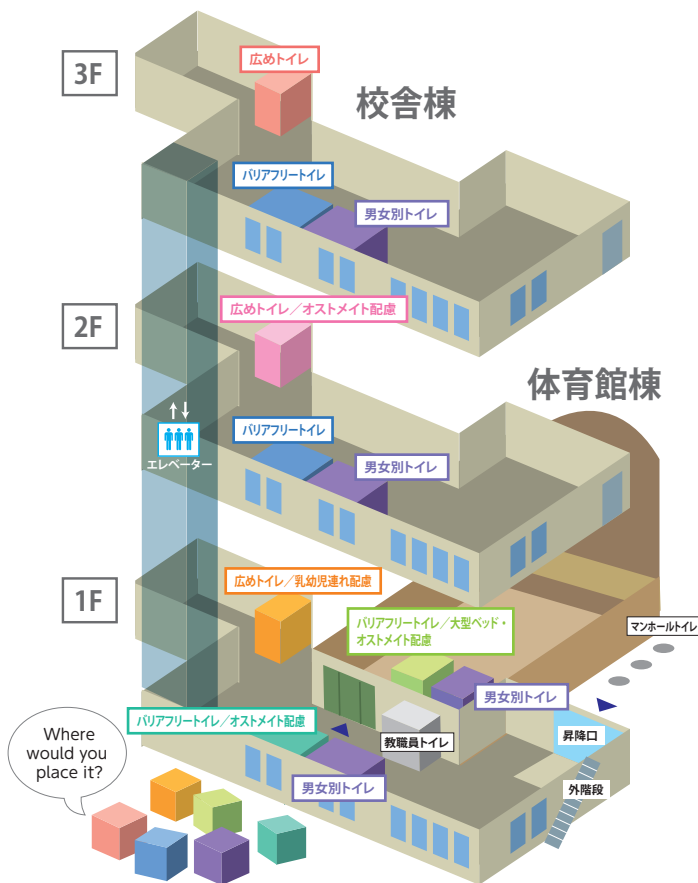 3F
広めトイレ
校舎棟
バリアフリートイレ
男女別トイレ
2F
広めトイレ／オストメイト配慮
体育館棟
バリアフリートイレ
エレベーター
男女別トイレ
1F
広めトイレ／乳幼児連れ配慮
バリアフリートイレ／大型ベッド・
オストメイト配慮
マンホールトイレ
男女別トイレ
バリアフリートイレ／オストメイト配慮
教職員トイレ
昇降口
Where
would you
place it?
男女別トイレ
外階段